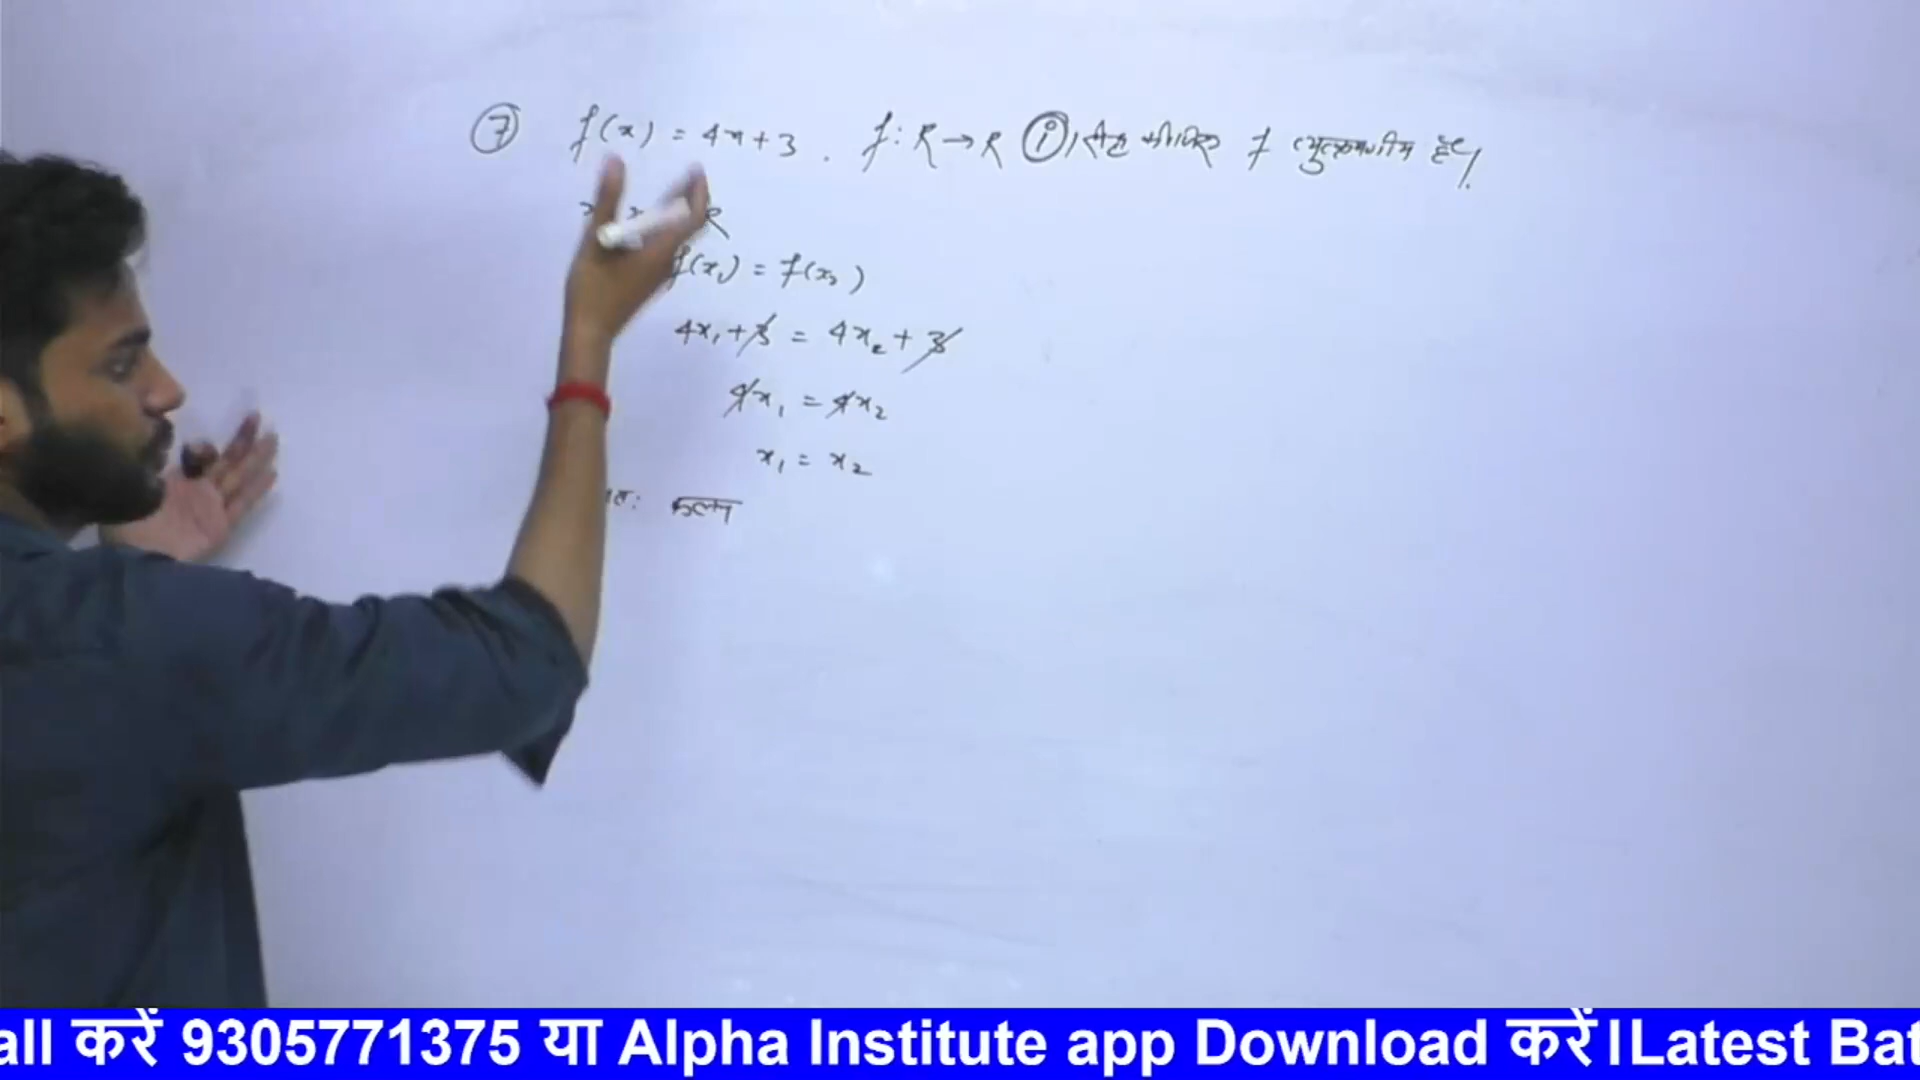 ⑦ f(x) = 4x+3 . f: R→R ⓘ सिद्ध कीजिए f व्युत्क्रमणीय है।
R
f(x₁) = f(x₂)
4x₁+3 = 4x₂+3
4x₁ = 4x₂
x₁ = x₂
फलन
all करें 9305771375 या Alpha Institute app Download करें।Latest Bat